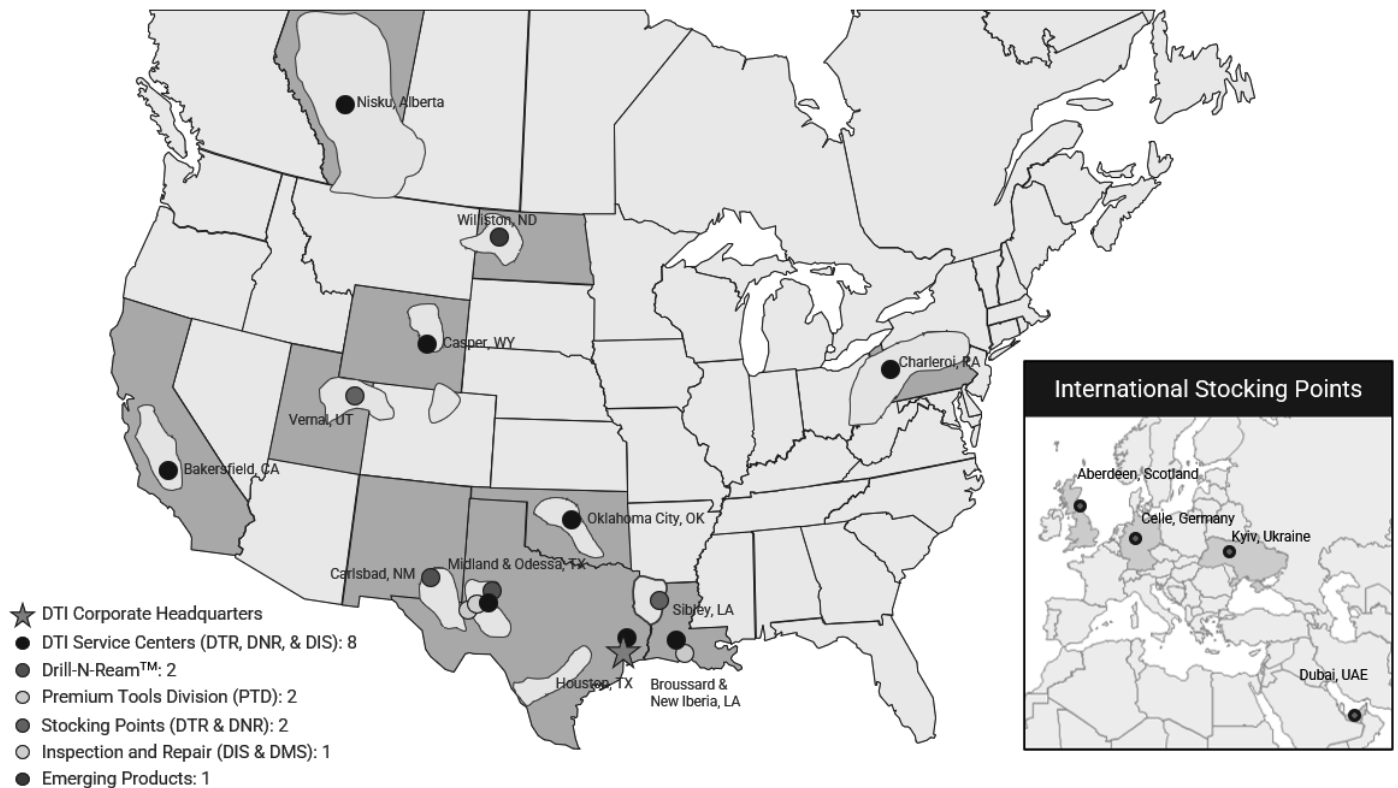 Nisku, Alberta
Williston, ND
Casper, WY
Charleroi, PA
Vernal, UT
Bakersfield, CA
Oklahoma City, OK
Midland & Odessa, TX
Carlsbad, NM
Sibley, LA
Houston, TX
Broussard &
New Iberia, LA
DTI Corporate Headquarters
DTI Service Centers (DTR, DNR, & DIS): 8
Drill-N-Ream™: 2
Premium Tools Division (PTD): 2
Stocking Points (DTR & DNR): 2
Inspection and Repair (DIS & DMS): 1
Emerging Products: 1
International Stocking Points
Aberdeen, Scotland
Celle, Germany
Kyiv, Ukraine
Dubai, UAE